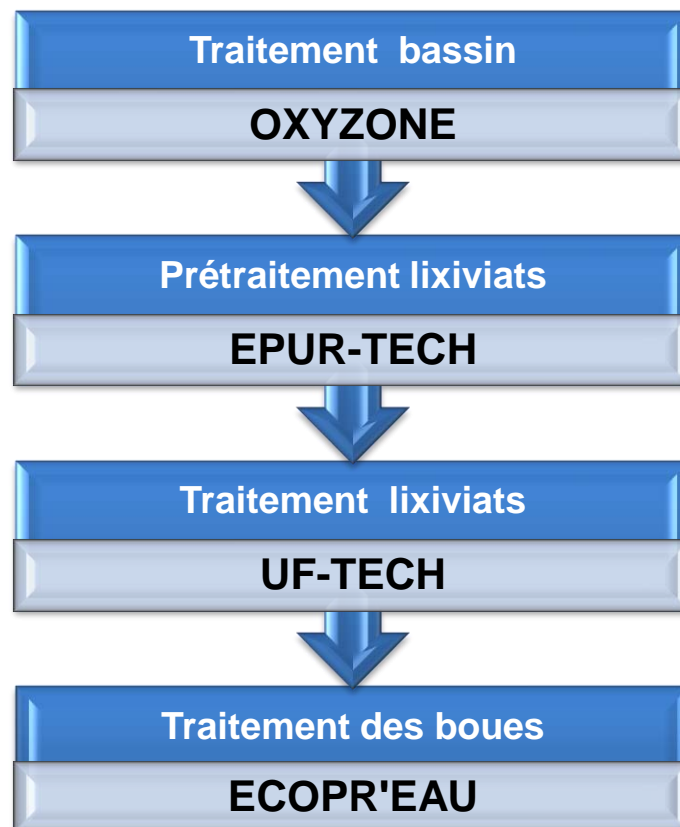 Traitement bassin
OXYZONE
Prétraitement lixiviats
EPUR-TECH
Traitement lixiviats
UF-TECH
Traitement des boues
ECOPR'EAU